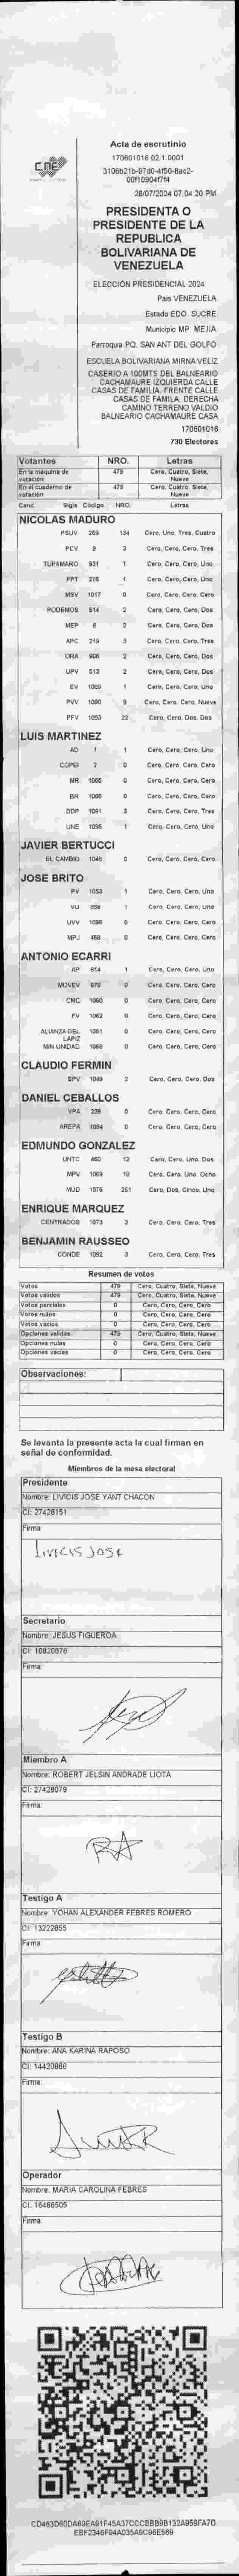 CNE
Acta de escrutinio
170601016.02.1.0001
3106b21b-97d0-4f50-8ac2-
00f10904f7f4
28/07/2024 07:04:20 PM
PRESIDENTA O
PRESIDENTE DE LA
REPUBLICA
BOLIVARIANA DE
VENEZUELA
ELECCIÓN PRESIDENCIAL 2024
Pais VENEZUELA
Estado EDO. SUCRE
Municipio MP. MEJIA
Parroquia PQ. SAN ANT DEL GOLFO
ESCUELA BOLIVARIANA MIRNA VELIZ
CASERIO A 100MTS DEL BALNEARIO
CACHAMAURE IZQUIERDA CALLE
CASAS DE FAMILIA. FRENTE CALLE
CASAS DE FAMILA. DERECHA
CAMINO TERRENO VALDIO
BALNEARIO CACHAMAURE CASA
170601016
730 Electores
Votantes NRO. Letras
En la máquina de votación 479 Cero, Cuatro, Siete, Nueve
En el cuaderno de votación 479 Cero, Cuatro, Siete, Nueve
Cand. Sigla Código NRO. Letras
NICOLAS MADURO
PSUV 269 134 Cero, Uno, Tres, Cuatro
PCV 3 Cero, Cero, Cero, Tres
TUPAMARO 931 1 Cero, Cero, Cero, Uno
PPT 1 Cero, Cero, Cero, Uno
MSV 1017 0 Cero, Cero, Cero, Cero
PODEMOS 514 2 Cero, Cero, Cero, Dos
MEP 6 2 Cero, Cero, Cero, Dos
APC 219 3 Cero, Cero, Cero, Tres
ORA 906 2 Cero, Cero, Cero, Dos
UPV 513 2 Cero, Cero, Cero, Dos
EV 1089 1 Cero, Cero, Cero, Uno
PVV 1090 9 Cero, Cero, Cero, Nueve
PFV 1093 22 Cero, Cero, Dos, Dos
LUIS MARTINEZ
AD 1 1 Cero, Cero, Cero, Uno
COPEI 2 0 Cero, Cero, Cero, Cero
MR 1065 0 Cero, Cero, Cero, Cero
BR 1066 0 Cero, Cero, Cero, Cero
DDP 1091 3 Cero, Cero, Cero, Tres
UNE 1095 1 Cero, Cero, Cero, Uno
JAVIER BERTUCCI
EL CAMBIO 1048 0 Cero, Cero, Cero, Cero
JOSE BRITO
PV 1053 1 Cero, Cero, Cero, Uno
VU 868 1 Cero, Cero, Cero, Uno
UVV 1098 0 Cero, Cero, Cero, Cero
MPJ 458 0 Cero, Cero, Cero, Cero
ANTONIO ECARRI
AP 814 1 Cero, Cero, Cero, Uno
MOVEV 979 0 Cero, Cero, Cero, Cero
CMC 1060 0 Cero, Cero, Cero, Cero
FV 1062 0 Cero, Cero, Cero, Cero
ALIANZA DEL LAPIZ 1081 0 Cero, Cero, Cero, Cero
MIN UNIDAD 1068 0 Cero, Cero, Cero, Cero
CLAUDIO FERMIN
SPV 1049 2 Cero, Cero, Cero, Dos
DANIEL CEBALLOS
VPA 239 0 Cero, Cero, Cero, Cero
AREPA 1094 0 Cero, Cero, Cero, Cero
EDMUNDO GONZALEZ
UNTC 460 12 Cero, Cero, Uno, Dos
MPV 1069 18 Cero, Cero, Uno, Ocho
MUD 1075 251 Cero, Dos, Cinco, Uno
ENRIQUE MARQUEZ
CENTRADOS 1073 3 Cero, Cero, Cero, Tres
BENJAMIN RAUSSEO
CONDE 1092 3 Cero, Cero, Cero, Tres
Resumen de votos
Votos 479 Cero, Cuatro, Siete, Nueve
Votos validos 479 Cero, Cuatro, Siete, Nueve
Votos parciales 0 Cero, Cero, Cero, Cero
Votos nulos 0 Cero, Cero, Cero, Cero
Votos vacios 0 Cero, Cero, Cero, Cero
Opciones validas 479 Cero, Cuatro, Siete, Nueve
Opciones nulas 0 Cero, Cero, Cero, Cero
Opciones vacias 0 Cero, Cero, Cero, Cero
Observaciones:
Se levanta la presente acta la cual firman en
señal de conformidad.
Miembros de la mesa electoral
Presidente
Nombre: LIVICIS JOSE YANT CHACON
CI: 27428151
Firma:
Livicis José
Secretario
Nombre: JESUS FIGUEROA
CI: 10820876
Firma:
Miembro A
Nombre: ROBERT JELSIN ANDRADE LIOTA
CI: 27428079
Firma:
RA
Testigo A
Nombre: YOHAN ALEXANDER FEBRES ROMERO
CI: 13222855
Firma:
Testigo B
Nombre: ANA KARINA RAPOSO
CI: 14420866
Firma:
Operador
Nombre: MARIA CAROLINA FEBRES
CI: 16486505
Firma: